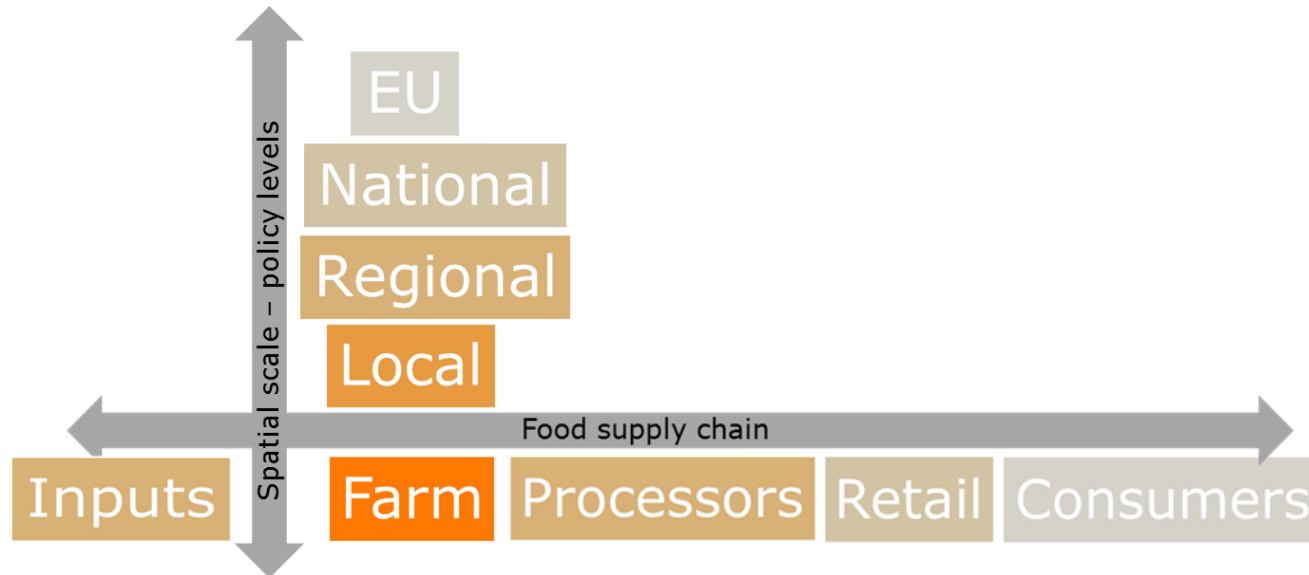 Spatial scale – policy levels
EU
National
Regional
Local
Food supply chain
Inputs
Farm
Processors
Retail
Consumers